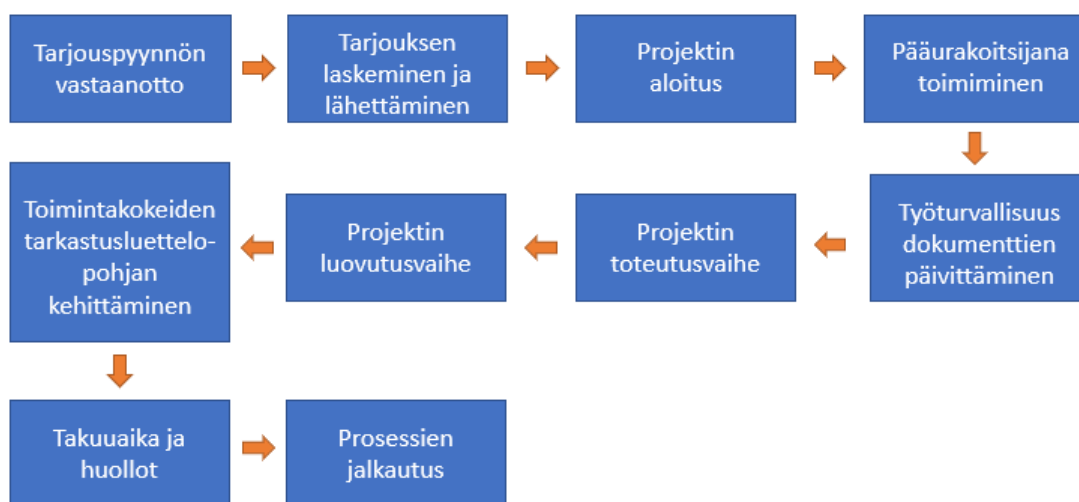 Tarjouspyynnön
vastaanotto
Tarjouksen
laskeminen ja
lähettäminen
Projektin
aloitus
Pääurakoitsijana
toimiminen
Työturvallisuus
dokumenttien
päivittäminen
Projektin
toteutusvaihe
Projektin
luovutusvaihe
Toimintakokeiden
tarkastusluettelo-
pohjan
kehittäminen
Takuuaika ja
huollot
Prosessien
jalkautus